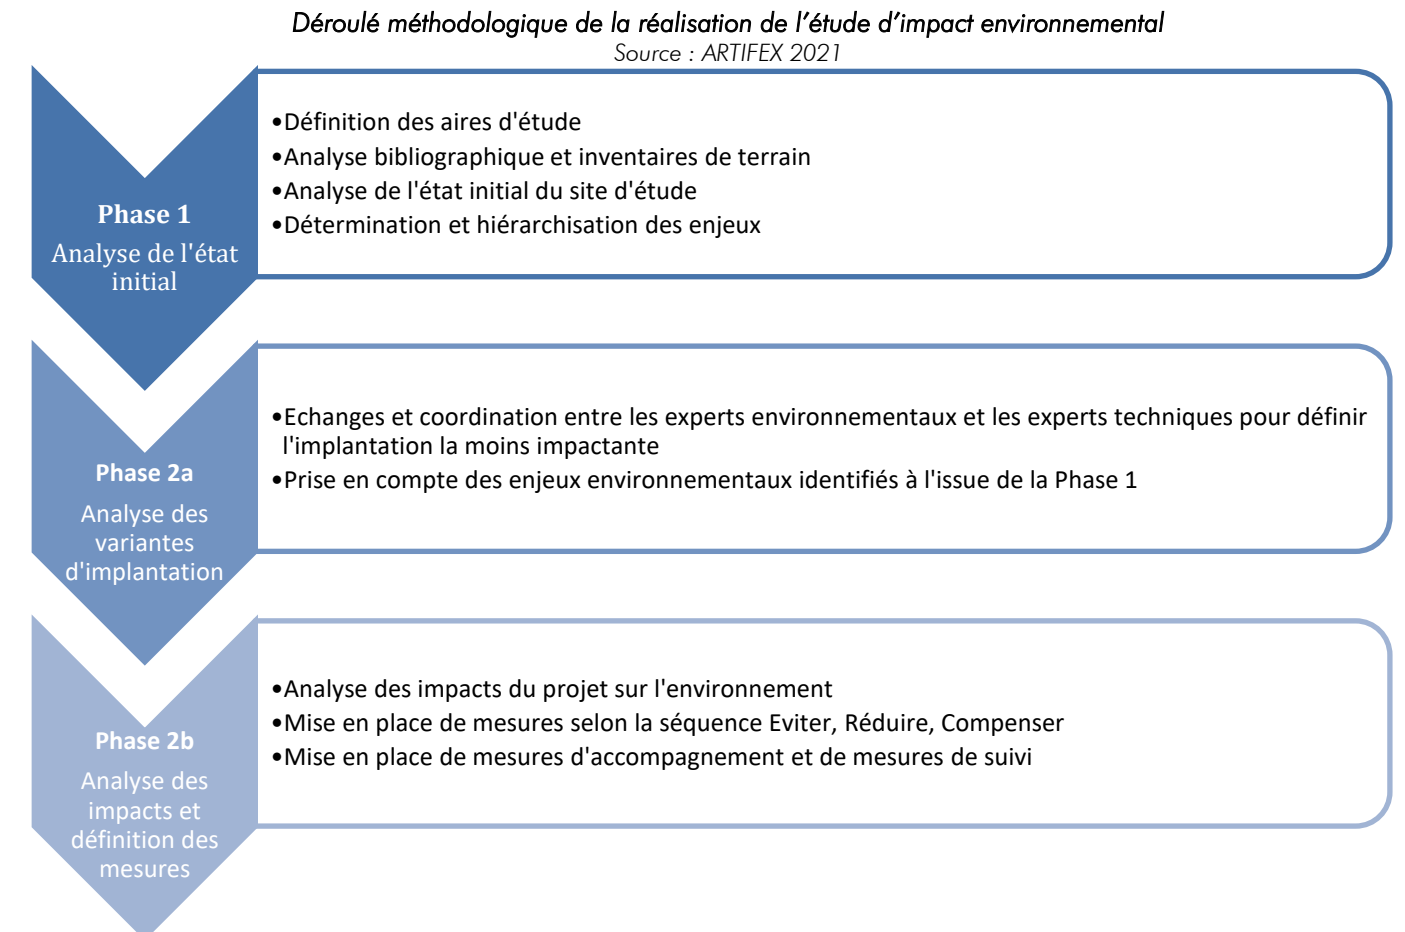 Déroulé méthodologique de la réalisation de l’étude d’impact environnemental
Source : ARTIFEX 2021
Phase 1
Analyse de l'état
initial
•Définition des aires d'étude
•Analyse bibliographique et inventaires de terrain
•Analyse de l'état initial du site d'étude
•Détermination et hiérarchisation des enjeux
Phase 2a
Analyse des
variantes
d'implantation
•Echanges et coordination entre les experts environnementaux et les experts techniques pour définir
l'implantation la moins impactante
•Prise en compte des enjeux environnementaux identifiés à l'issue de la Phase 1
Phase 2b
Analyse des
impacts et
définition des
mesures
•Analyse des impacts du projet sur l'environnement
•Mise en place de mesures selon la séquence Eviter, Réduire, Compenser
•Mise en place de mesures d'accompagnement et de mesures de suivi